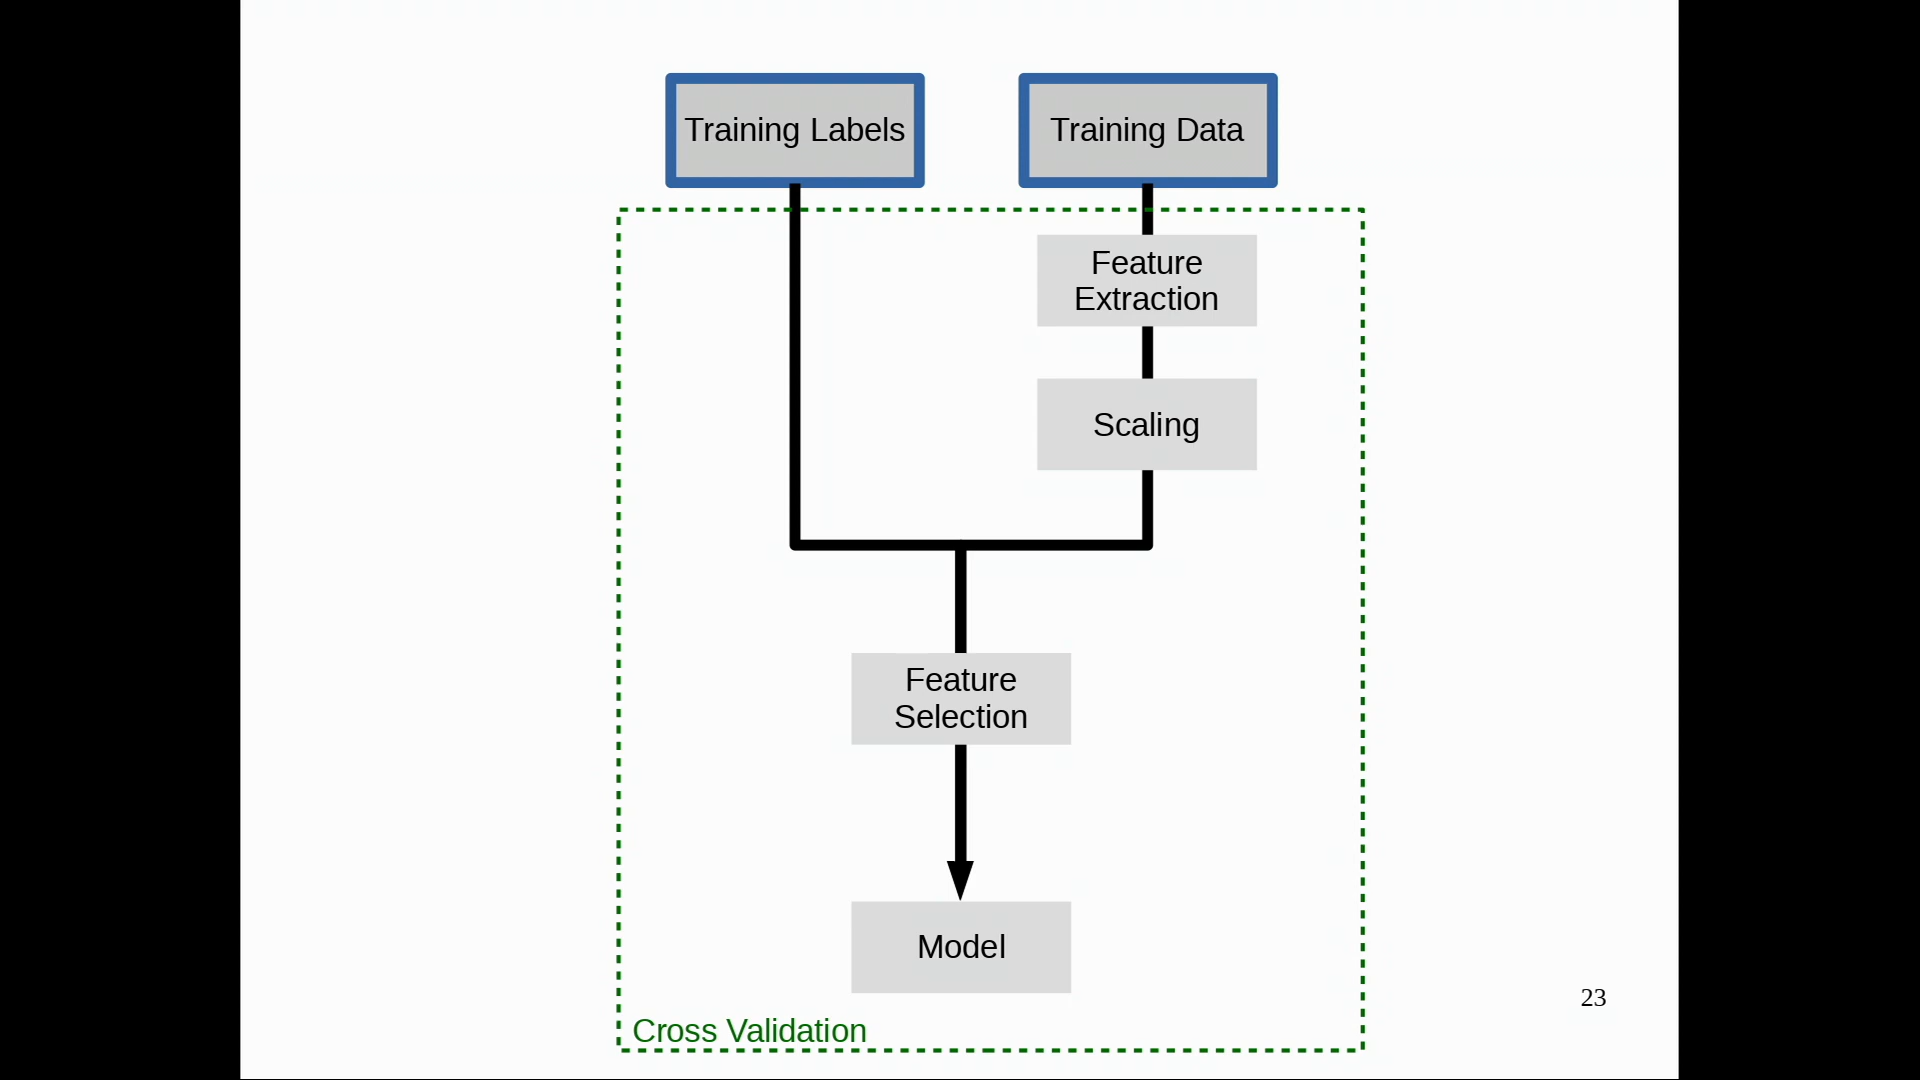 Training Labels
Training Data
Feature
Extraction
Scaling
Feature
Selection
Model
23
Cross Validation